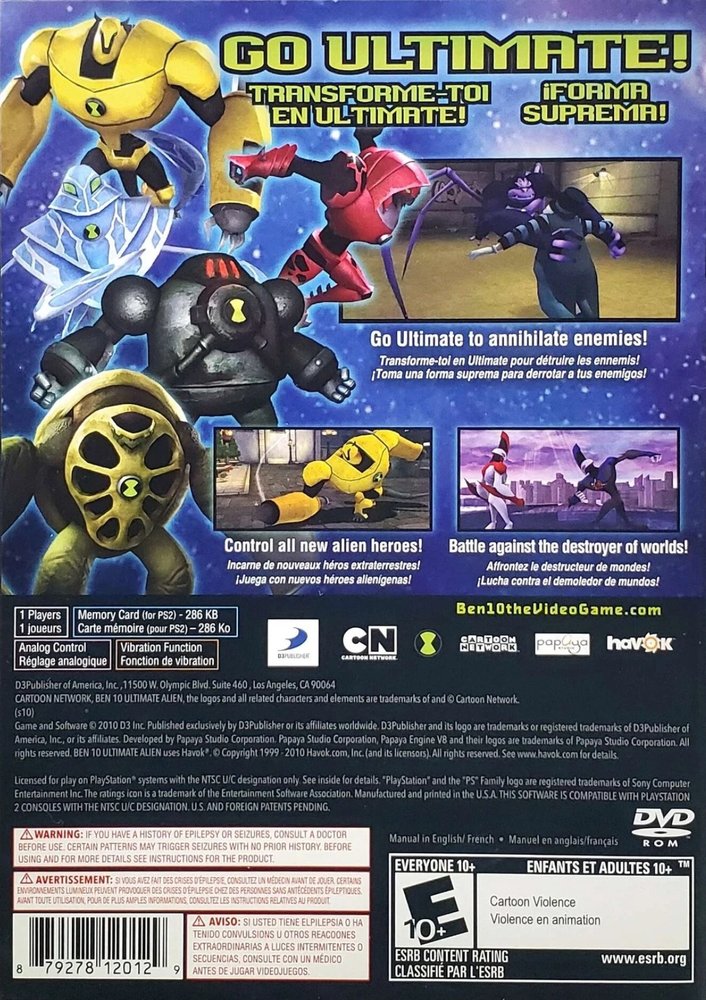 GO ULTIMATE!
TRANSFORME-TOI
EN ULTIMATE!
¡FORMA
SUPREMA!
Go Ultimate to annihilate enemies!
Transforme-toi en Ultimate pour détruire les ennemis!
¡Toma una forma suprema para derrotar a tus enemigos!
Control all new alien heroes!
Incarne de nouveaux héros extraterrestres!
¡Juega con nuevos héroes alienígenas!
Battle against the destroyer of worlds!
Affrontez le destructeur de mondes!
¡Lucha contra el demoledor de mundos!
Ben10theVideoGame.com
1 Players
1 joueurs
Memory Card (for PS2) - 286 KB
Carte mémoire (pour PS2) – 286 Ko
Analog Control
Réglage analogique
Vibration Function
Fonction de vibration
D3PUBLISHER
CN
CARTOON NETWORK
CARTOON
NETWORK
papaya
STUDIO
havok
D3Publisher of America, Inc. ,11500 W. Olympic Blvd. Suite 460 , Los Angeles, CA 90064
CARTOON NETWORK, BEN 10 ULTIMATE ALIEN, the logos and all related characters and elements are trademarks of and © Cartoon Network.
(s10)
Game and Software © 2010 D3 Inc. Published exclusively by D3Publisher or its affiliates worldwide. D3Publisher and its logo are trademarks or registered trademarks of D3Publisher of
America, Inc., or its affiliates. Developed by Papaya Studio Corporation. Papaya Studio Corporation, Papaya Engine V8 and their logos are trademarks of Papaya Studio Corporation. All
rights reserved. BEN 10 ULTIMATE ALIEN uses Havok®. © Copyright 1999 - 2010 Havok.com, Inc. (and its licensors). All rights reserved. See www.havok.com for details.
Licensed for play on PlayStation® systems with the NTSC U/C designation only. See inside for details. "PlayStation" and the "PS" Family logo are registered trademarks of Sony Computer
Entertainment Inc. The ratings icon is a trademark of the Entertainment Software Association. Manufactured and printed in the U.S.A. THIS SOFTWARE IS COMPATIBLE WITH PLAYSTATION
2 CONSOLES WITH THE NTSC U/C DESIGNATION. U.S. AND FOREIGN PATENTS PENDING.
DVD
ROM
WARNING: IF YOU HAVE A HISTORY OF EPILEPSY OR SEIZURES, CONSULT A DOCTOR
BEFORE USE. CERTAIN PATTERNS MAY TRIGGER SEIZURES WITH NO PRIOR HISTORY. BEFORE
USING AND FOR MORE DETAILS SEE INSTRUCTIONS FOR THE PRODUCT.
Manual in English/ French • Manuel en anglais/français
AVERTISSEMENT: SI VOUS AVEZ FAIT DES CRISES D'ÉPILEPSIE, CONSULTEZ UN MÉDECIN AVANT DE JOUER. CERTAINS
ENVIRONNEMENTS LUMINEUX PEUVENT PROVOQUER DES CRISES D'ÉPILEPSIE CHEZ DES PERSONNES SANS ANTÉCÉDENTS ÉPILEPTIQUES.
AVANT TOUTE UTILISATION, POUR DE PLUS AMPLES INFORMATIONS, CONSULTEZ LES INSTRUCTIONS RELATIVES AU PRODUIT.
AVISO: SI USTED TIENE EPILEPSIA O HA
TENIDO CONVULSIONS U OTROS REACCIONES
EXTRAORDINARIAS A LUCES INTERMITENTES O
SECUENCIAS, CONSULTE CON UN MÉDICO
ANTES DE JUGAR VIDEOJUEGOS.
8 79278 12012 9
EVERYONE 10+ ENFANTS ET ADULTES 10+ ™
E
10+
Cartoon Violence
Violence en animation
ESRB CONTENT RATING www.esrb.org
CLASSIFIÉ PAR L'ESRB